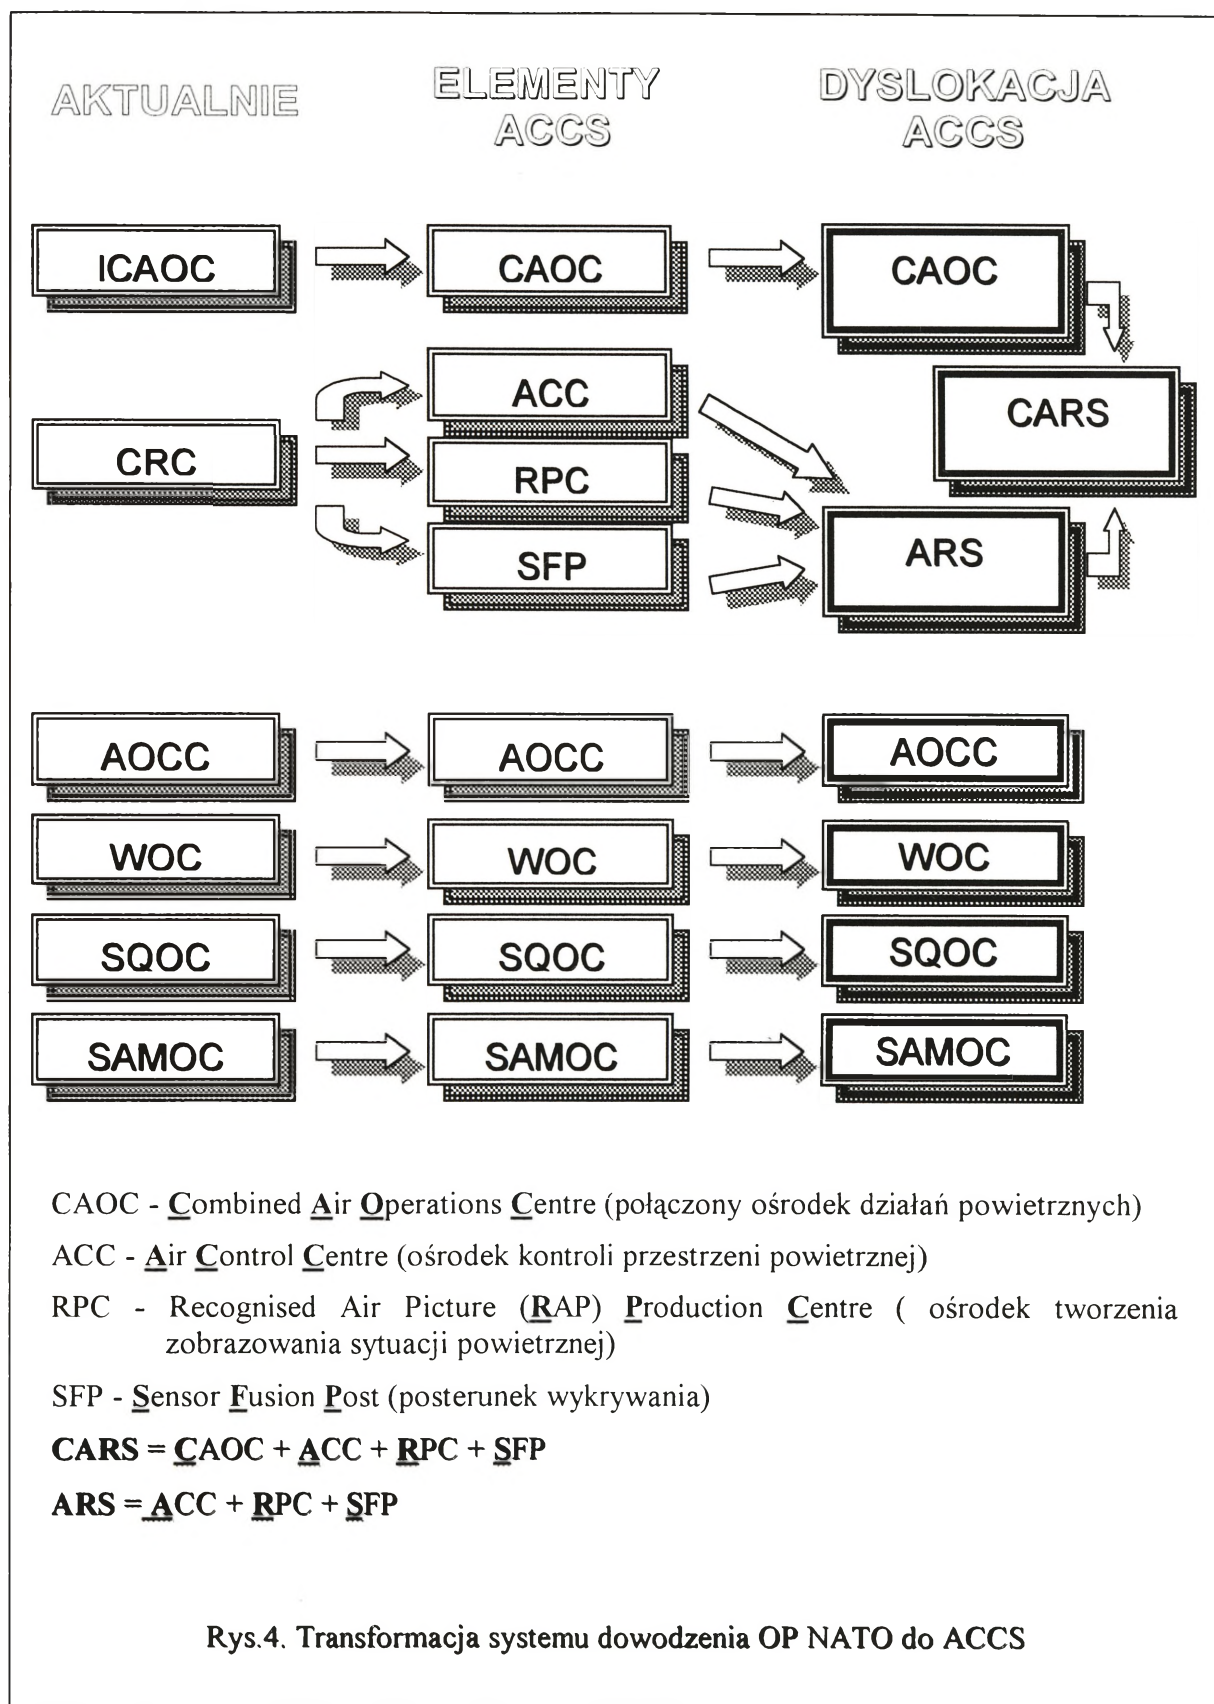 AKTUALNIE
ELEMENTY
ACCS
DYSLOKACJA
ACCS
ICAOC
CAOC
CAOC
CRC
ACC
RPC
SFP
CARS
ARS
AOCC
AOCC
AOCC
WOC
WOC
WOC
SQOC
SQOC
SQOC
SAMOC
SAMOC
SAMOC
CAOC - Combined Air Operations Centre (połączony ośrodek działań powietrznych)
ACC - Air Control Centre (ośrodek kontroli przestrzeni powietrznej)
RPC - Recognised Air Picture (RAP) Production Centre ( ośrodek tworzenia
zobrazowania sytuacji powietrznej)
SFP - Sensor Fusion Post (posterunek wykrywania)
CARS = CAOC + ACC + RPC + SFP
ARS = ACC + RPC + SFP
Rys.4. Transformacja systemu dowodzenia OP NATO do ACCS